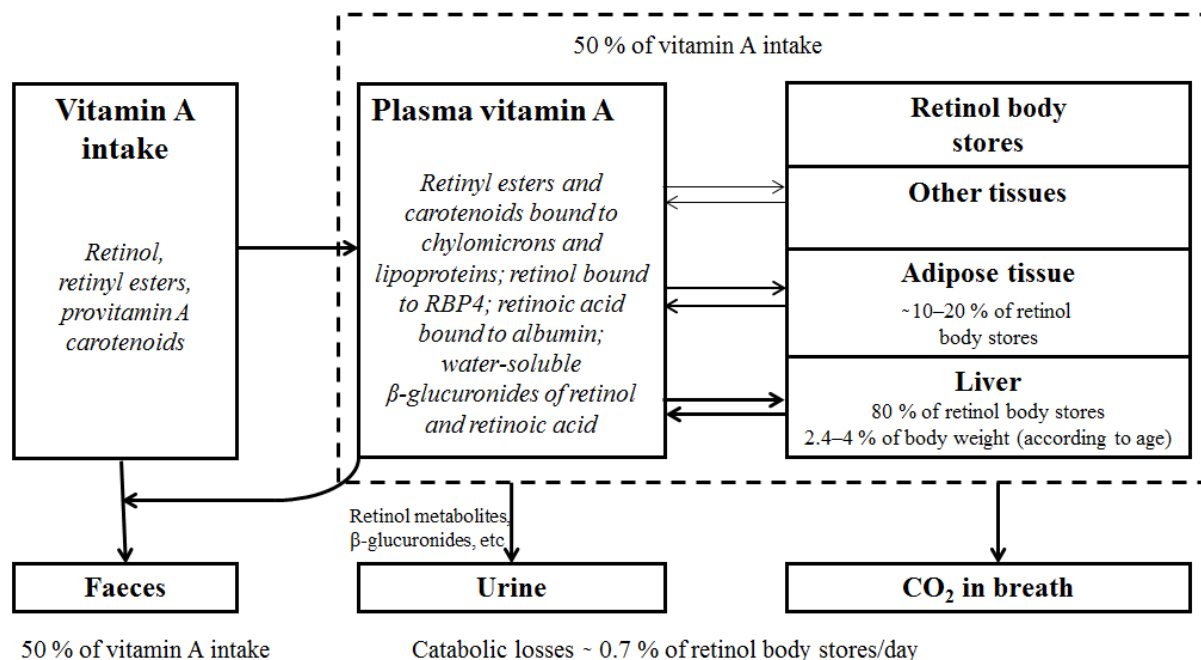 50 % of vitamin A intake
Vitamin A
intake
Retinol,
retinyl esters,
provitamin A
carotenoids
Plasma vitamin A
Retinyl esters and
carotenoids bound to
chylomicrons and
lipoproteins; retinol bound
to RBP4; retinoic acid
bound to albumin;
water-soluble
β-glucuronides of retinol
and retinoic acid
Retinol body
stores
Other tissues
Adipose tissue
~10–20 % of retinol
body stores
Liver
80 % of retinol body stores
2.4–4 % of body weight (according to age)
Retinol metabolites,
β-glucuronides, etc
Faeces
Urine
CO₂ in breath
50 % of vitamin A intake
Catabolic losses ~ 0.7 % of retinol body stores/day